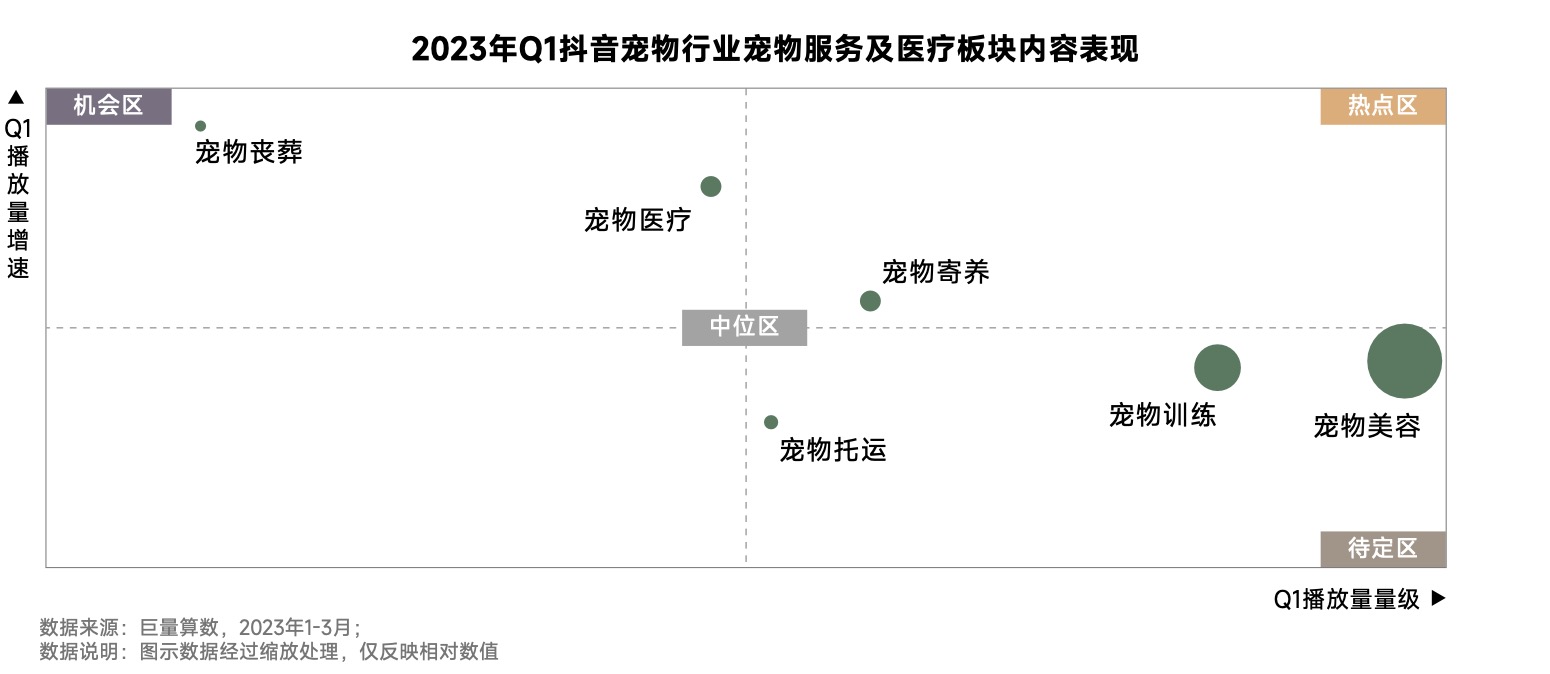 2023年Q1抖音宠物行业宠物服务及医疗板块内容表现
▲
Q1
播
放
量
增
速
机会区
热点区
宠物丧葬
宠物医疗
宠物寄养
中位区
宠物训练
宠物美容
宠物托运
待定区
Q1播放量量级 ▶
数据来源：巨量算数，2023年1-3月；
数据说明：图示数据经过缩放处理，仅反映相对数值